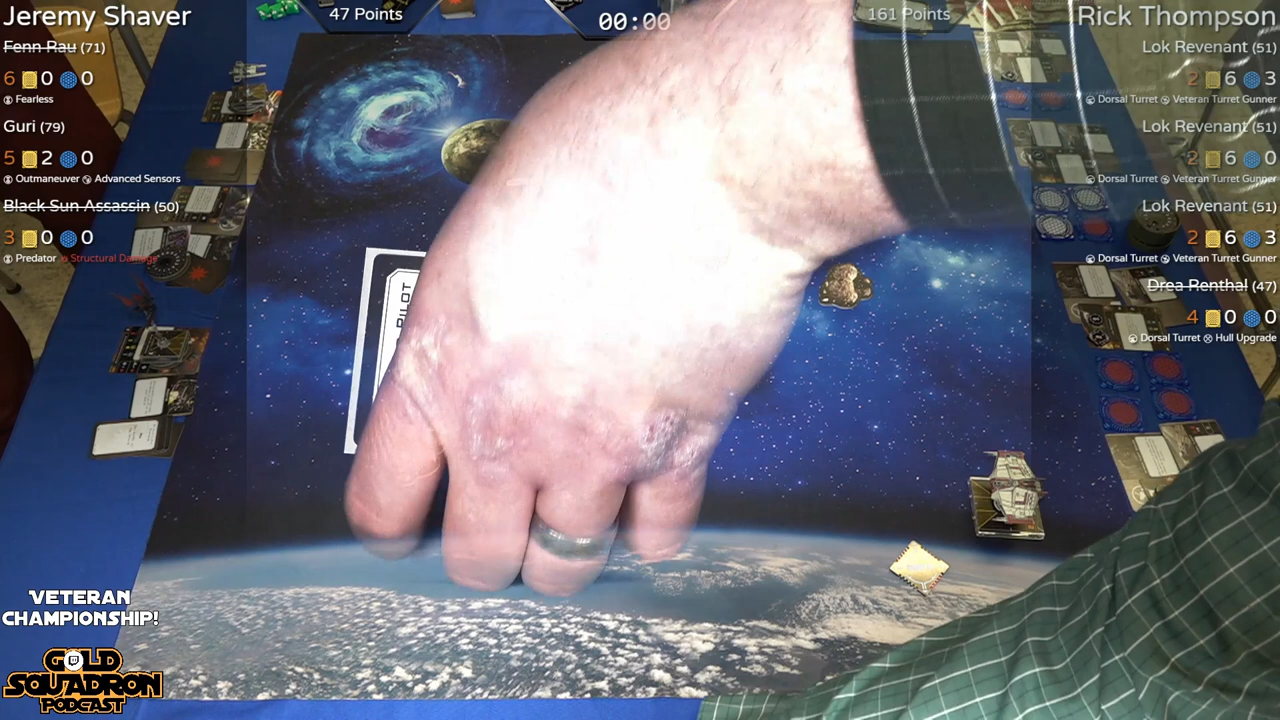 Jeremy Shaver
47 Points
00:00
161 Points
Rick Thompson
Fenn Rau (71)
6 0 0
Fearless
Guri (79)
5 2 0
Outmaneuver Advanced Sensors
Black Sun Assassin (50)
3 0 0
Predator Structural Damage
Lok Revenant (51)
2 6 3
Dorsal Turret Veteran Turret Gunner
Lok Revenant (51)
2 6 0
Dorsal Turret Veteran Turret Gunner
Lok Revenant (51)
2 6 3
Dorsal Turret Veteran Turret Gunner
Drea Renthal (47)
4 0 0
Dorsal Turret Hull Upgrade
PILOT
VETERAN
CHAMPIONSHIP!
GOLD
SQUADRON
PODCAST